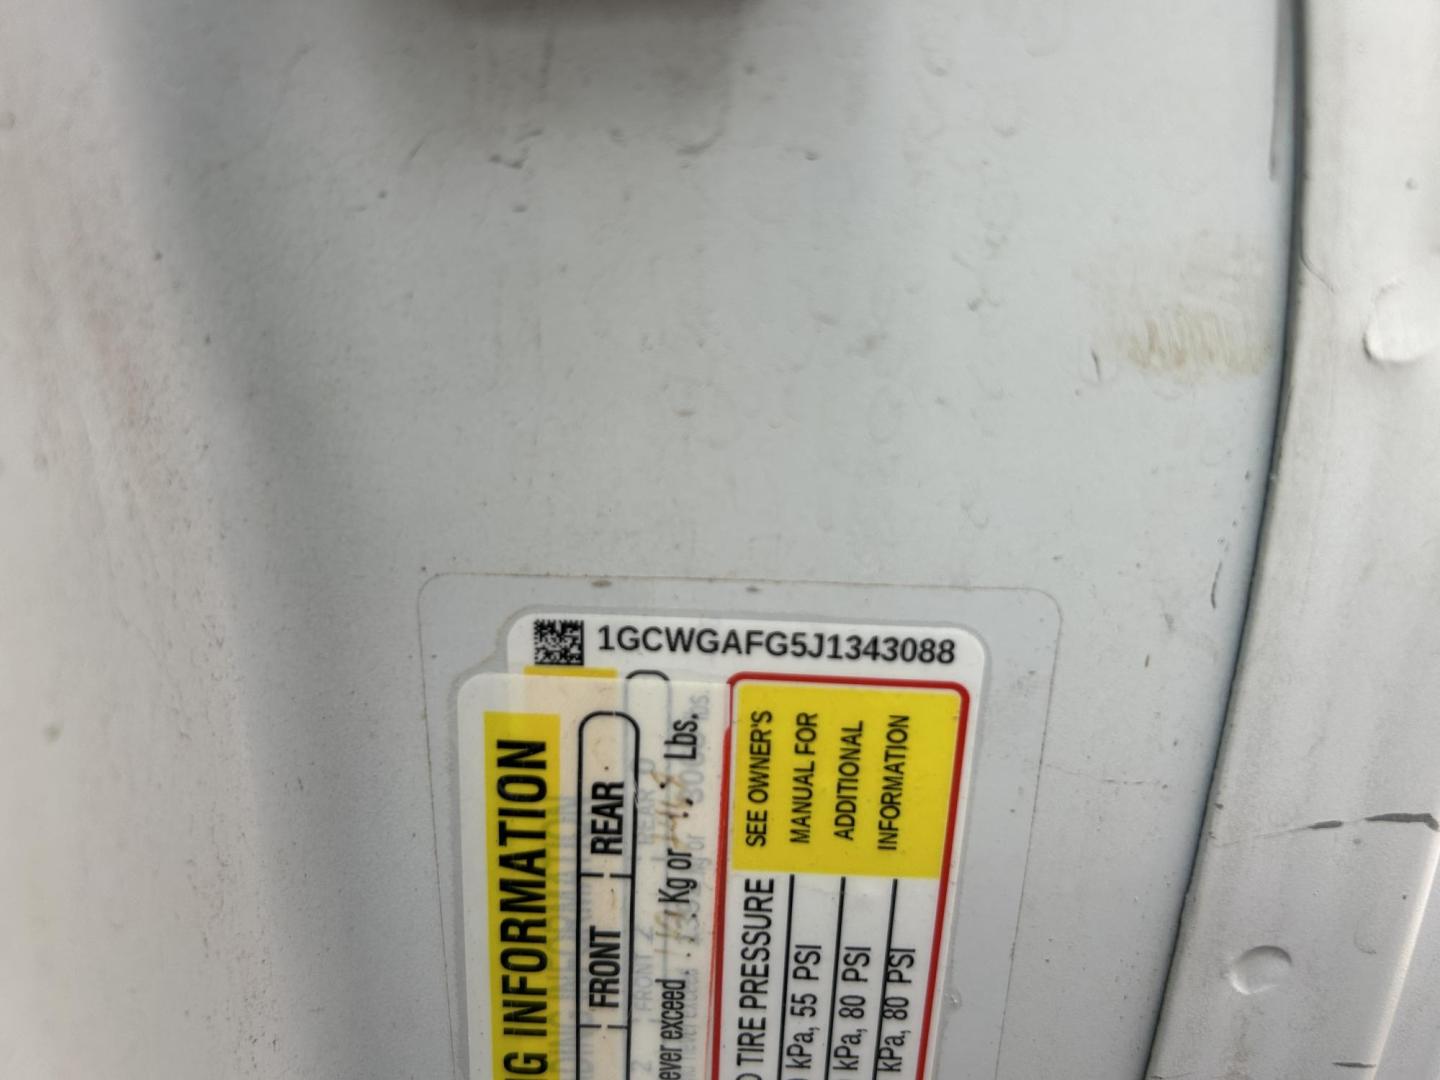 1GCWGAFG5J1343088
NG INFORMATION
FRONT REAR
ever exceed Kg or Lbs.
D TIRE PRESSURE
SEE OWNER'S
MANUAL FOR
ADDITIONAL
INFORMATION
kPa, 55 PSI
kPa, 80 PSI
kPa, 80 PSI